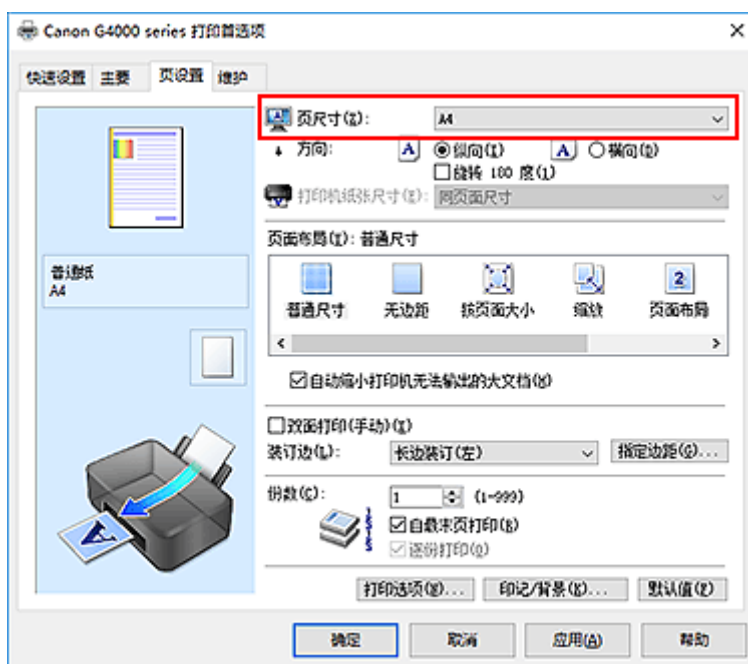 Canon G4000 series 打印首选项
快速设置 主要 页设置 维护
页尺寸(Z): A4
方向: A 纵向(I) A 横向(D)
旋转 180 度(1)
打印机纸张尺寸(E): 同页面尺寸
页面布局(I): 普通尺寸
普通纸
A4
普通尺寸 无边距 按页面大小 缩放 页面布局
自动缩小打印机无法输出的大文档(8)
双面打印(手动)(X)
装订边(L): 长边装订(左) 指定边距(G)...
份数(C): 1 (1-999)
自最末页打印(R)
逐份打印(O)
打印选项(W)... 印记/背景(K)... 默认值(F)
确定 取消 应用(A) 帮助